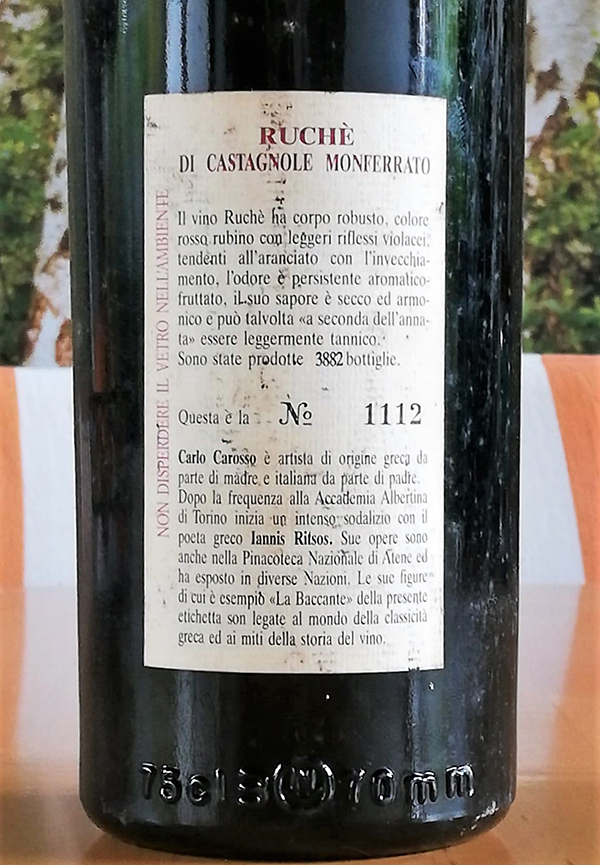 RUCHÈ
DI CASTAGNOLE MONFERRATO
NON DISPERDERE IL VETRO NELL'AMBIENTE
Il vino Ruchè ha corpo robusto, colore
rosso rubino con leggeri riflessi violacei,
tendenti all'aranciato con l'invecchia-
mento, l'odore è persistente aromatico-
fruttato, il suo sapore è secco ed armo-
nico e può talvolta «a seconda dell'anna-
ta» essere leggermente tannico.
Sono state prodotte 3882 bottiglie.
Questa è la No 1112
Carlo Carosso è artista di origine greca da
parte di madre e italiana da parte di padre.
Dopo la frequenza alla Accademia Albertina
di Torino inizia un intenso sodalizio con il
poeta greco Iannis Ritsos. Sue opere sono
anche nella Pinacoteca Nazionale di Atene ed
ha esposto in diverse Nazioni. Le sue figure
di cui è esempio «La Baccante» della presente
etichetta son legate al mondo della classicità
greca ed ai miti della storia del vino.
75cl 70mm